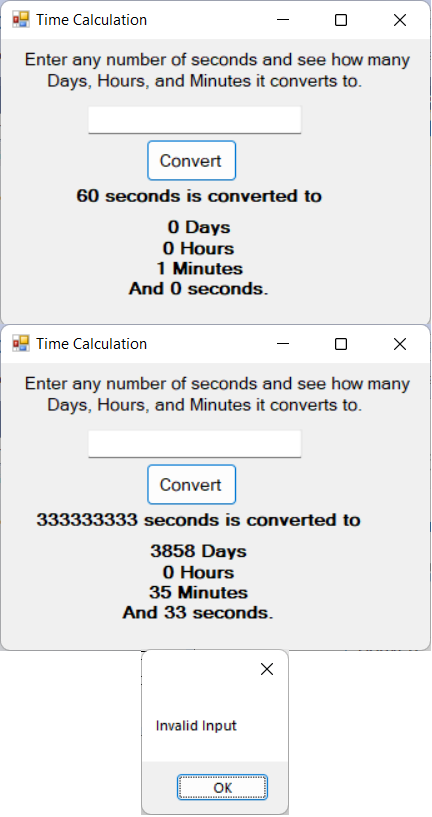 Time Calculation
Enter any number of seconds and see how many
Days, Hours, and Minutes it converts to.
Convert
60 seconds is converted to
0 Days
0 Hours
1 Minutes
And 0 seconds.
Time Calculation
Enter any number of seconds and see how many
Days, Hours, and Minutes it converts to.
Convert
333333333 seconds is converted to
3858 Days
0 Hours
35 Minutes
And 33 seconds.
Invalid Input
OK